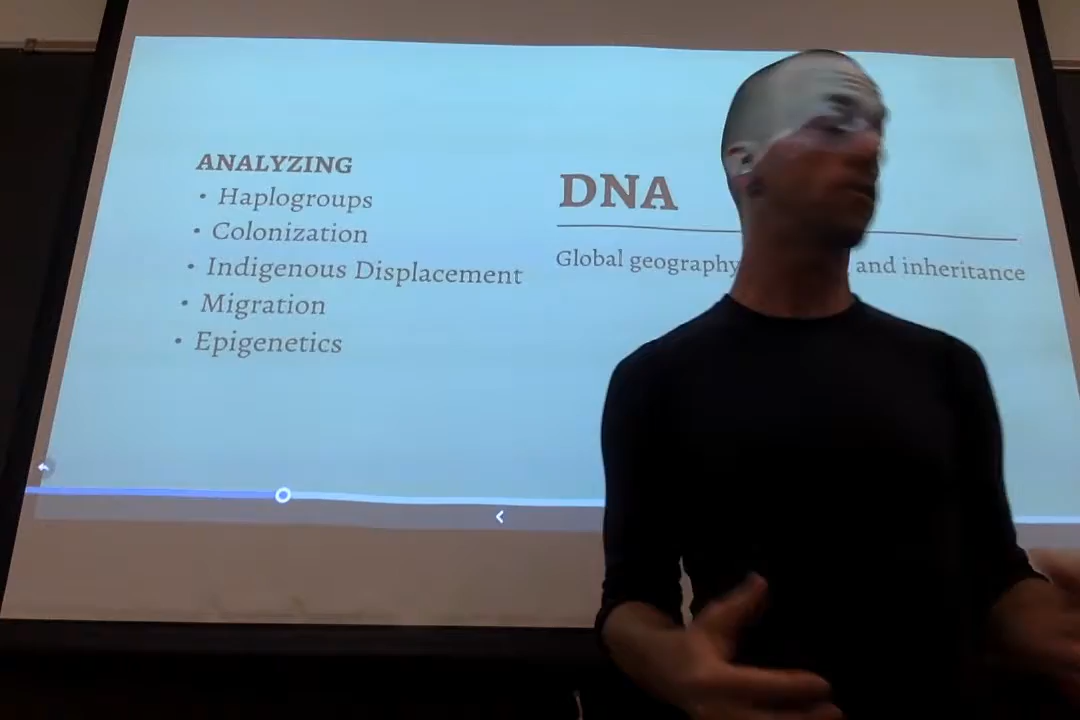 ANALYZING
• Haplogroups
• Colonization
• Indigenous Displacement
• Migration
• Epigenetics
DNA
Global geography and inheritance